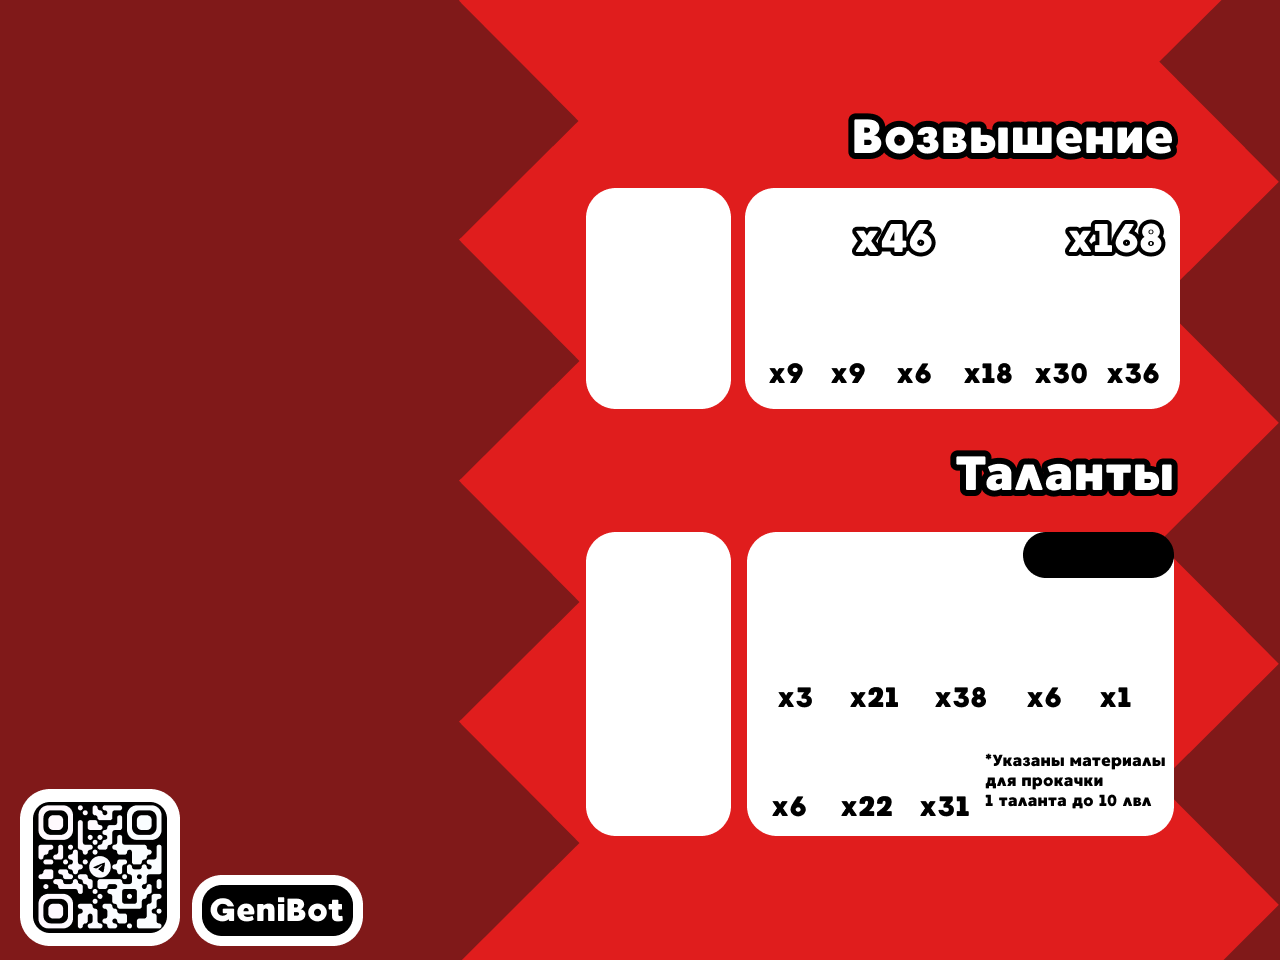 Возвышение
x46 x168
x9 x9 x6 x18 x30 x36
Таланты
x3 x21 x38 x6 x1
*Указаны материалы
для прокачки
1 таланта до 10 лвл
x6 x22 x31
GeniBot